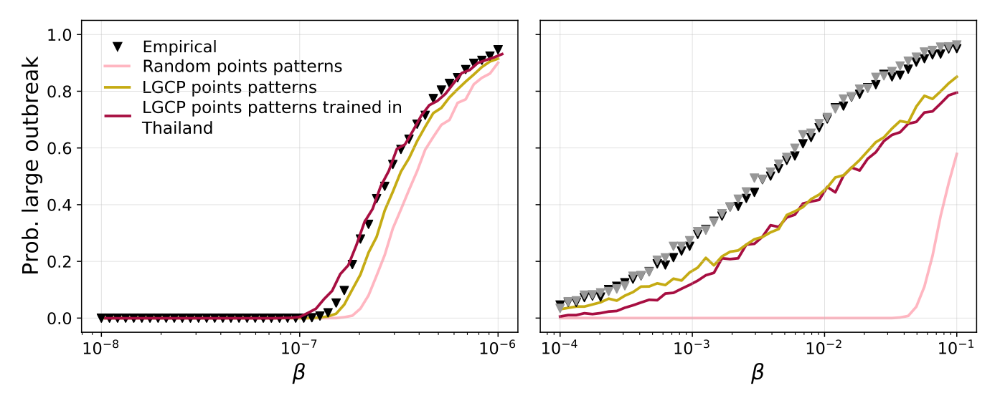 Prob. large outbreak
1.0
0.8
0.6
0.4
0.2
0.0
Empirical
Random points patterns
LGCP points patterns
LGCP points patterns trained in
Thailand
10⁻⁸
10⁻⁷
10⁻⁶
β
10⁻⁴
10⁻³
10⁻²
10⁻¹
β